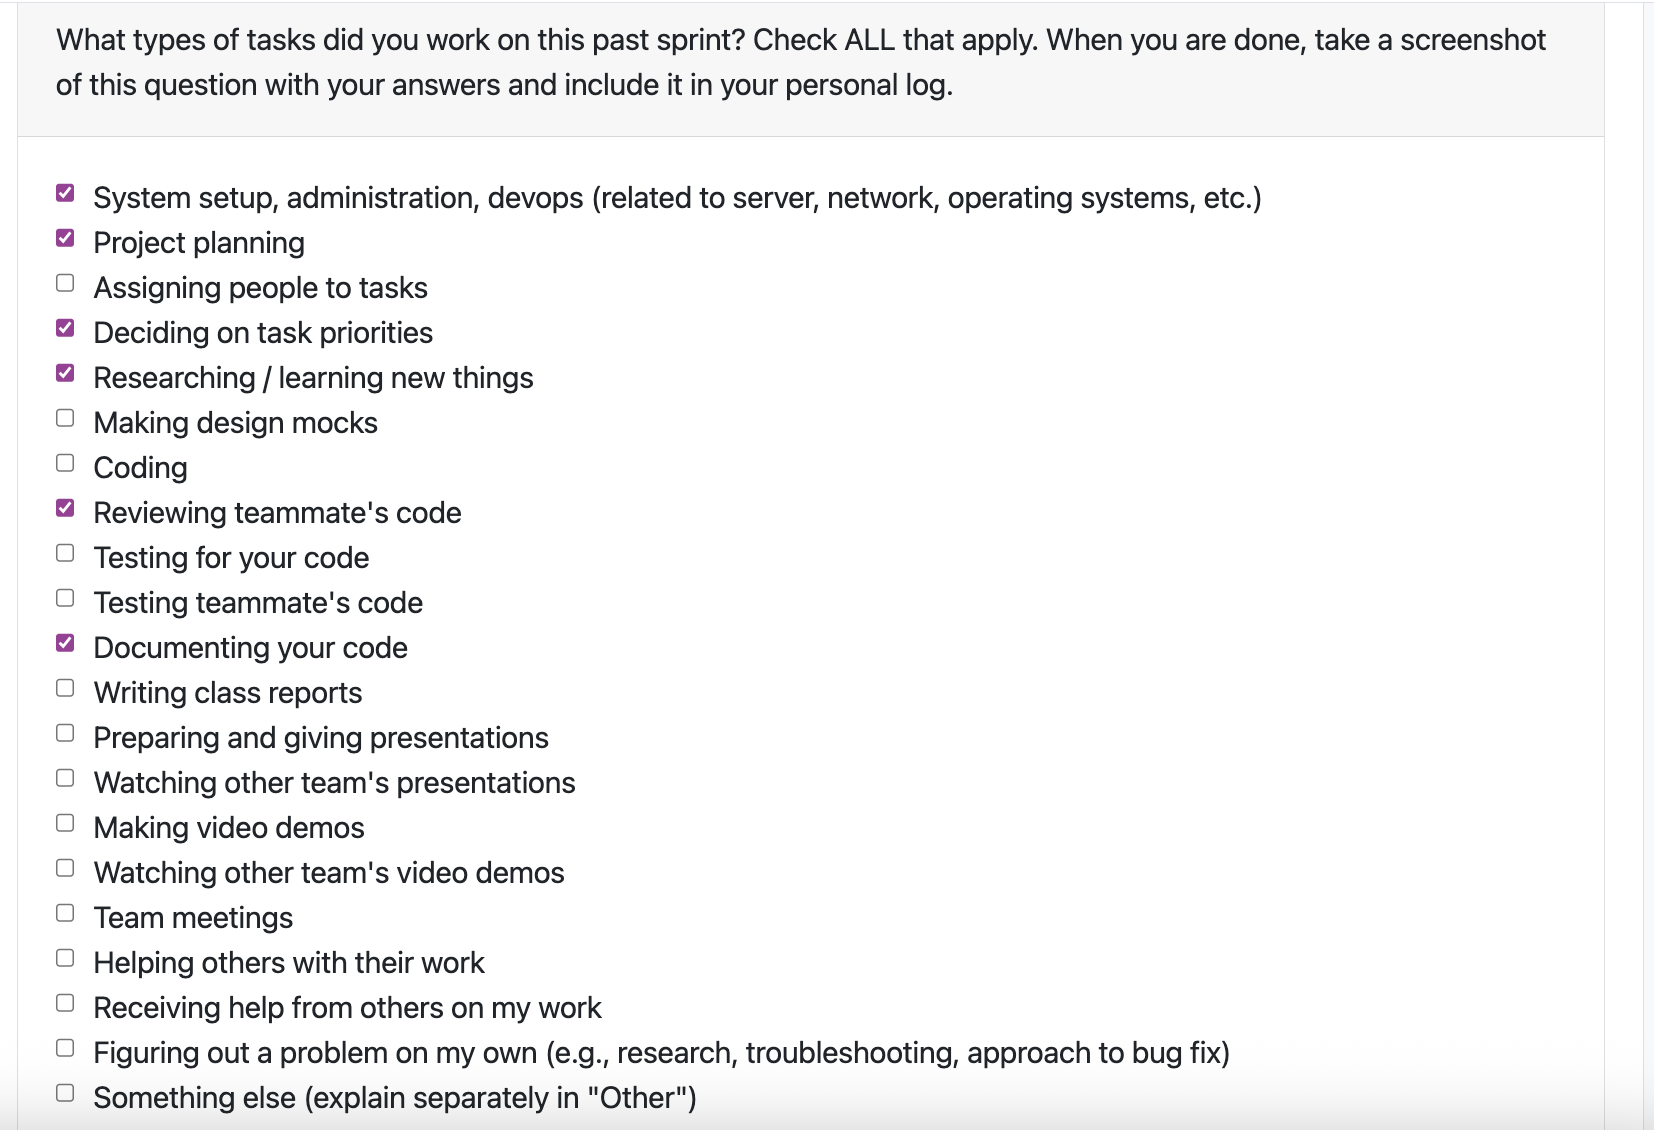 What types of tasks did you work on this past sprint? Check ALL that apply. When you are done, take a screenshot
of this question with your answers and include it in your personal log.
System setup, administration, devops (related to server, network, operating systems, etc.)
Project planning
Assigning people to tasks
Deciding on task priorities
Researching / learning new things
Making design mocks
Coding
Reviewing teammate's code
Testing for your code
Testing teammate's code
Documenting your code
Writing class reports
Preparing and giving presentations
Watching other team's presentations
Making video demos
Watching other team's video demos
Team meetings
Helping others with their work
Receiving help from others on my work
Figuring out a problem on my own (e.g., research, troubleshooting, approach to bug fix)
Something else (explain separately in "Other")